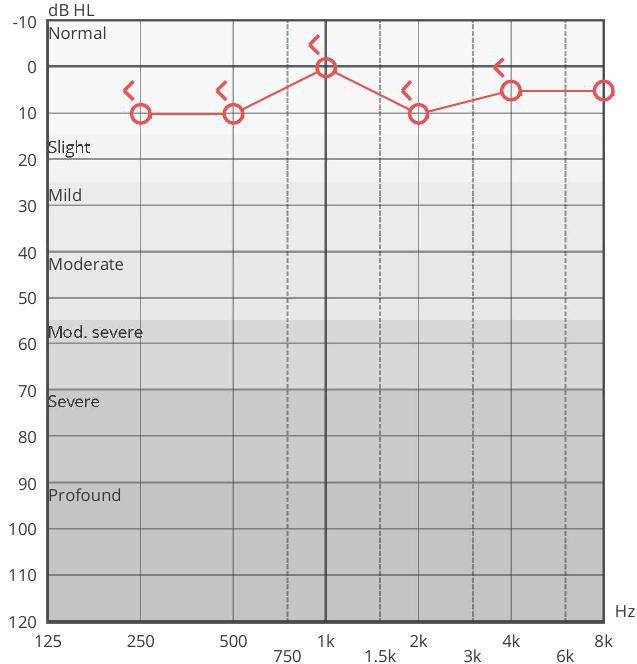 dB HL
-10
Normal
0
10
Slight
20
Mild
30
40
Moderate
50
Mod. severe
60
70
Severe
80
90
Profound
100
110
120
Hz
125 250 500 1k 2k 4k 8k
750 1.5k 3k 6k